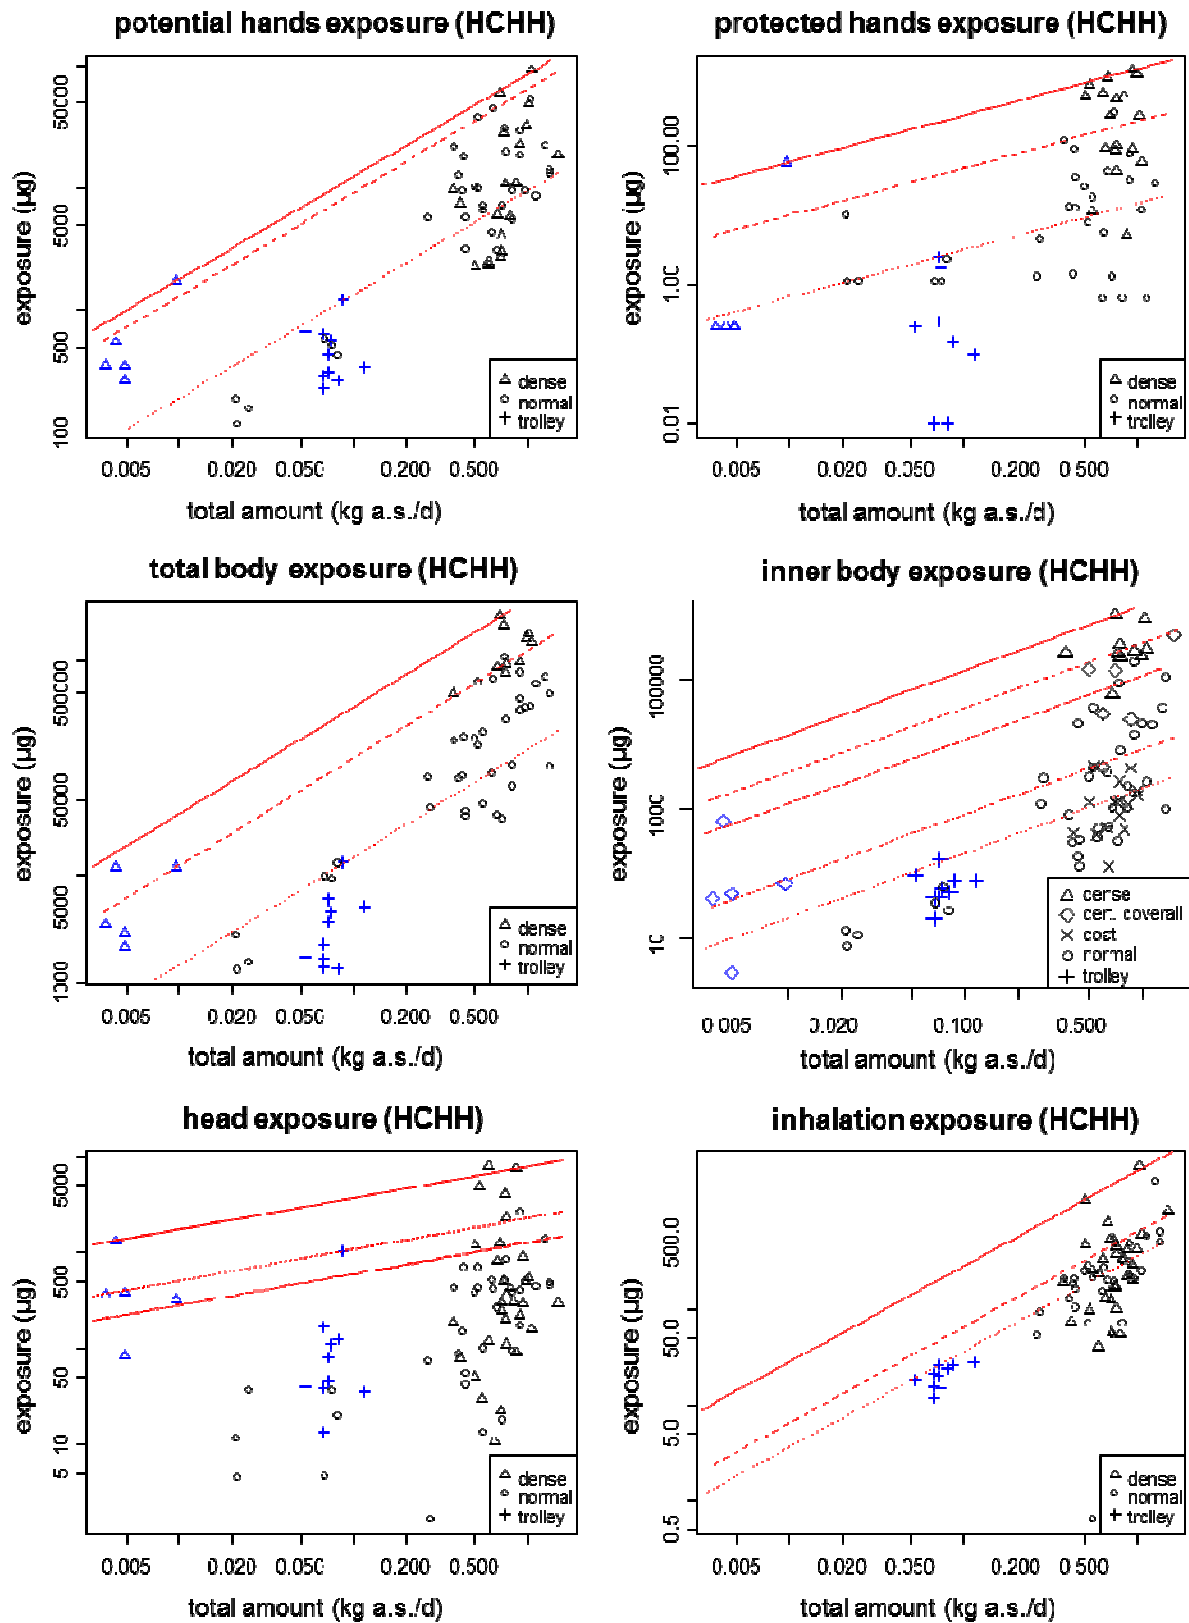 potential hands exposure (HCHH)
exposure (µg)
50000
5000
500
100
0.005 0.020 0.050 0.200 0.500
total amount (kg a.s./d)
dense
normal
trolley
protected hands exposure (HCHH)
exposure (µg)
100.00
1.00
0.01
0.005 0.020 0.050 0.200 0.500
total amount (kg a.s./d)
dense
normal
trolley
total body exposure (HCHH)
exposure (µg)
500000
50000
5000
1000
0.005 0.020 0.050 0.200 0.500
total amount (kg a.s./d)
dense
normal
trolley
inner body exposure (HCHH)
exposure (µg)
100000
1000
10
0.005 0.020 0.100 0.500
total amount (kg a.s./d)
dense
cert. coverall
coat
normal
trolley
head exposure (HCHH)
exposure (µg)
5000
500
50
10
5
0.005 0.020 0.050 0.200 0.500
total amount (kg a.s./d)
dense
normal
trolley
inhalation exposure (HCHH)
exposure (µg)
500.0
50.0
5.0
0.5
0.005 0.020 0.050 0.200 0.500
total amount (kg a.s./d)
dense
normal
trolley